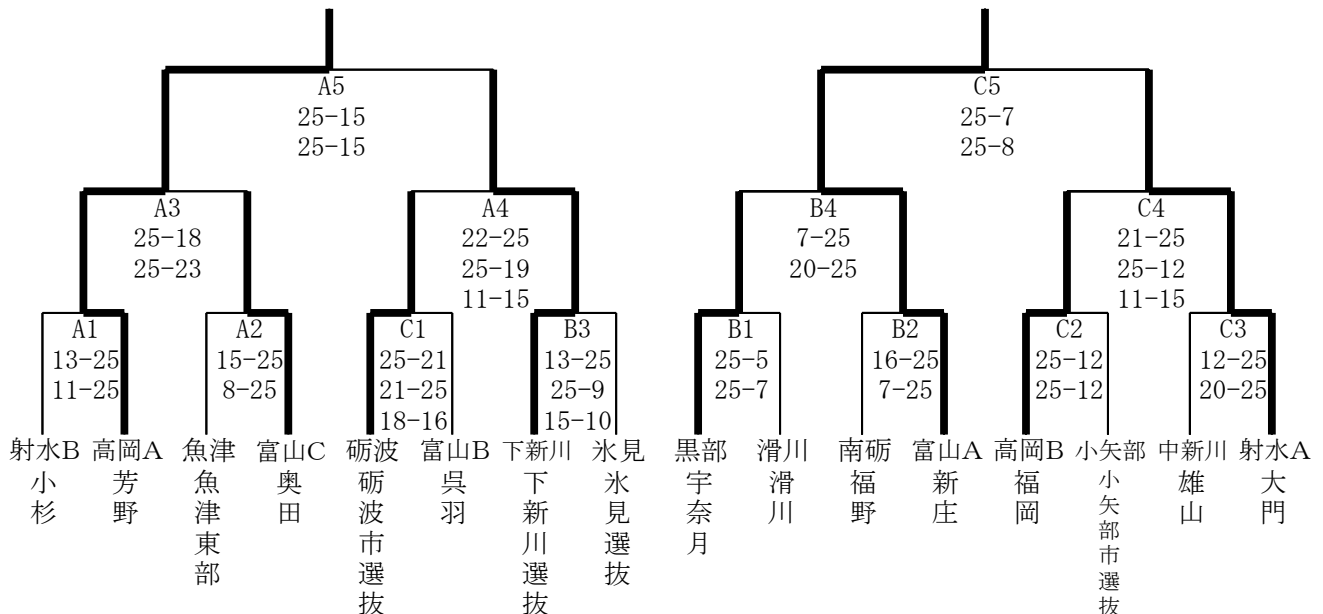 A5 C5
25-15 25-7
25-15 25-8
A3 A4 B4 C4
25-18 22-25 7-25 21-25
25-23 25-19 20-25 25-12
11-15 11-15
A1 A2 C1 B3 B1 B2 C2 C3
13-25 15-25 25-21 13-25 25-5 16-25 25-12 12-25
11-25 8-25 21-25 25-9 25-7 7-25 25-12 20-25
18-16 15-10
射水B 高岡A 魚津 富山C 砺波 富山B 下新川 氷見 黒部 滑川 南砺 富山A 高岡B 小矢部 中新川 射水A
小杉
芳野
魚津東部
奥田
砺波市選抜
呉羽
下新川選抜
氷見選抜
宇奈月
滑川
福野
新庄
福岡
小矢部市選抜
雄山
大門